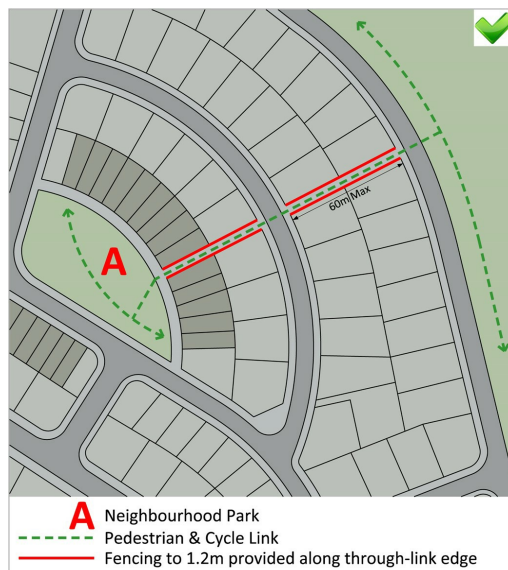 A
60m Max
A Neighbourhood Park
Pedestrian & Cycle Link
Fencing to 1.2m provided along through-link edge